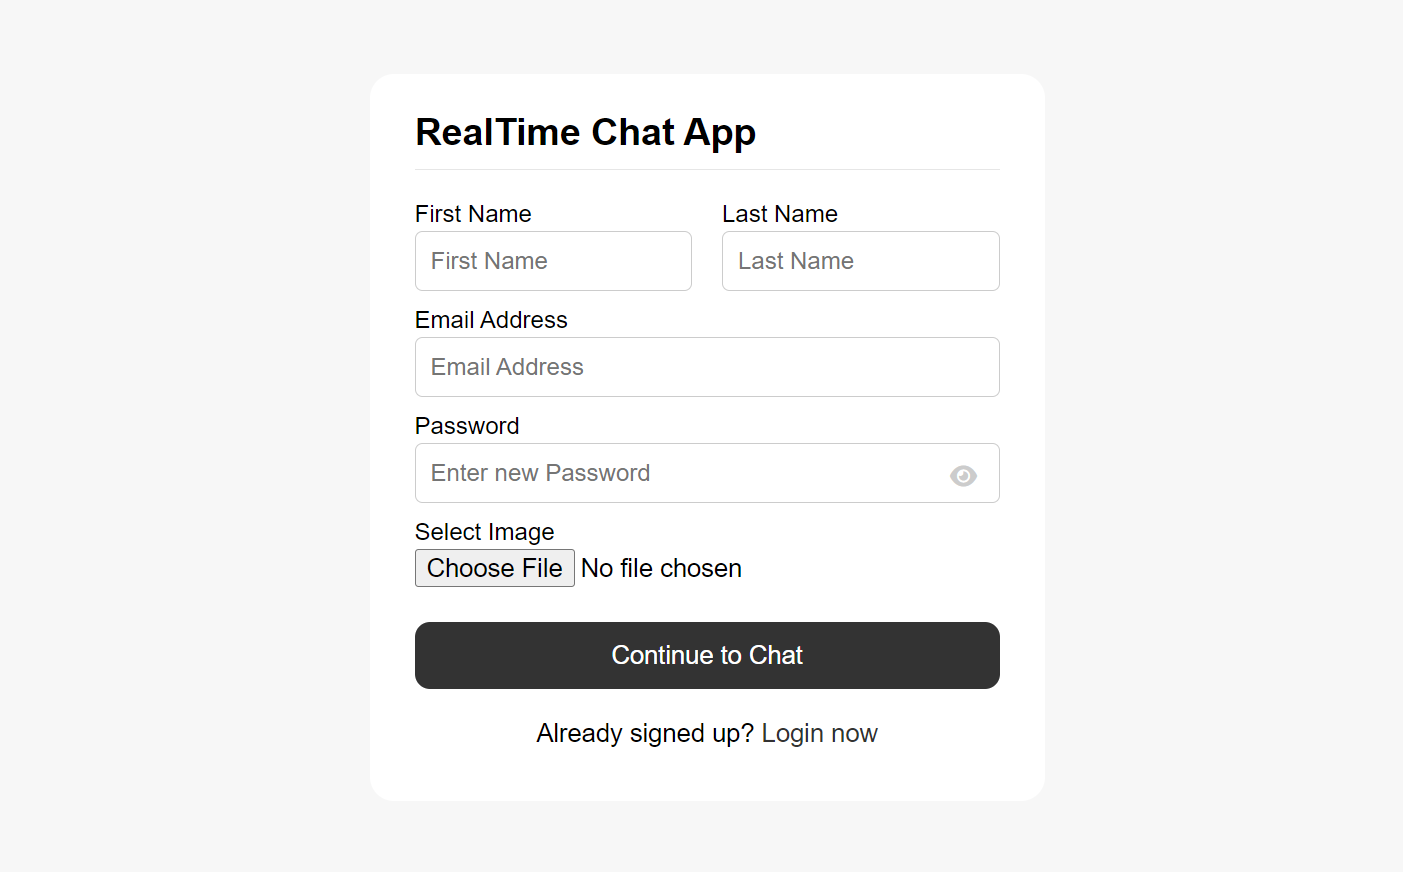 RealTime Chat App
First Name Last Name
First Name Last Name
Email Address
Email Address
Password
Enter new Password
Select Image
Choose File No file chosen
Continue to Chat
Already signed up? Login now